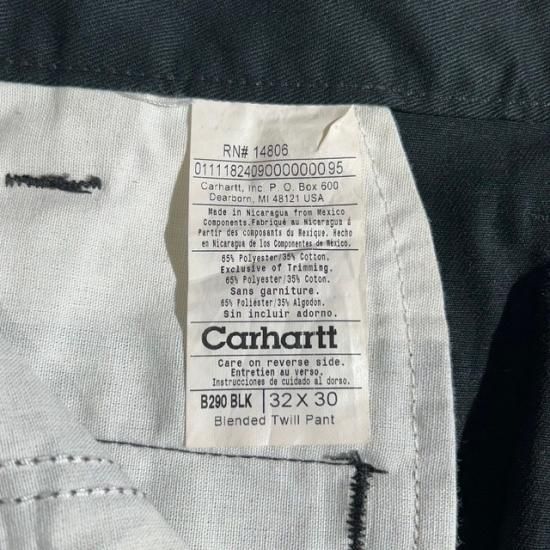 RN# 14806
01111824090000000095
Carhartt, Inc. P.O. Box 600
Dearborn, MI 48121 USA
Made in Nicaragua from Mexico
Components.Fabriqué au Nicaragua à
Partir des composants du Mexique. Hecho
en Nicaragua de los Componentes de México.
65% Polyester/35% Cotton.
Exclusive of Trimming.
65% Polyester/35% Cotton.
Sans garniture.
65% Poliéster/35% Algodon.
Sin incluir adorno.
Carhartt
Care on reverse side.
Entretien au verso.
Instrucciones de cuidado al dorso.
B290 BLK 32 X 30
Blended Twill Pant